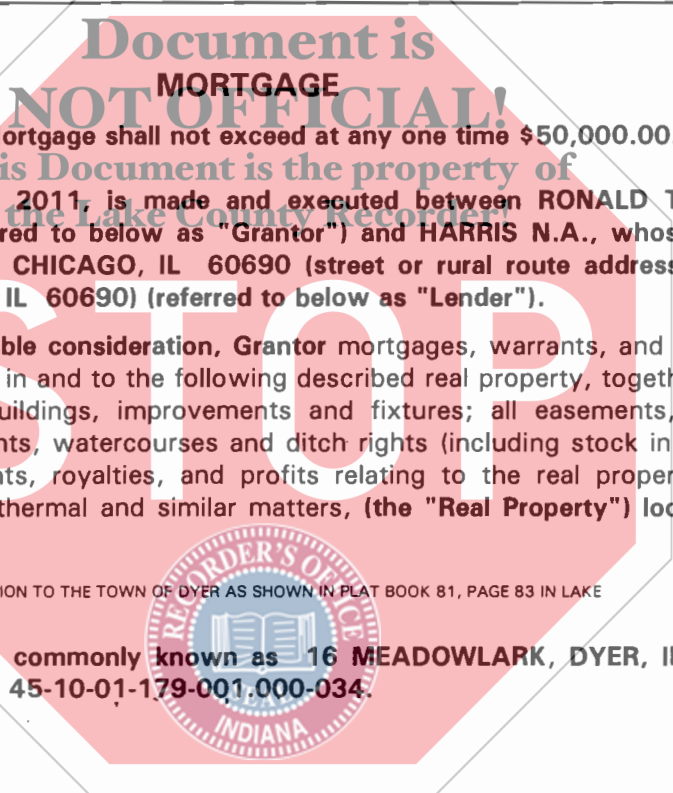 Document is
MORTGAGE
NOT OFFICIAL!
ortgage shall not exceed at any one time $50,000.00.
is Document is the property of
2011, is made and executed between RONALD T
the Lake County Recorder!
red to below as "Grantor") and HARRIS N.A., whos
CHICAGO, IL 60690 (street or rural route address
IL 60690) (referred to below as "Lender").
STOP
ble consideration, Grantor mortgages, warrants, and
in and to the following described real property, togeth
uildings, improvements and fixtures; all easements,
nts, watercourses and ditch rights (including stock in
nts, royalties, and profits relating to the real proper
thermal and similar matters, (the "Real Property") loc
RECORDER'S OFFICE
ION TO THE TOWN OF DYER AS SHOWN IN PLAT BOOK 81, PAGE 83 IN LAKE
commonly known as 16 MEADOWLARK, DYER, I
45-10-01-179-001.000-034.
SEAL
INDIANA